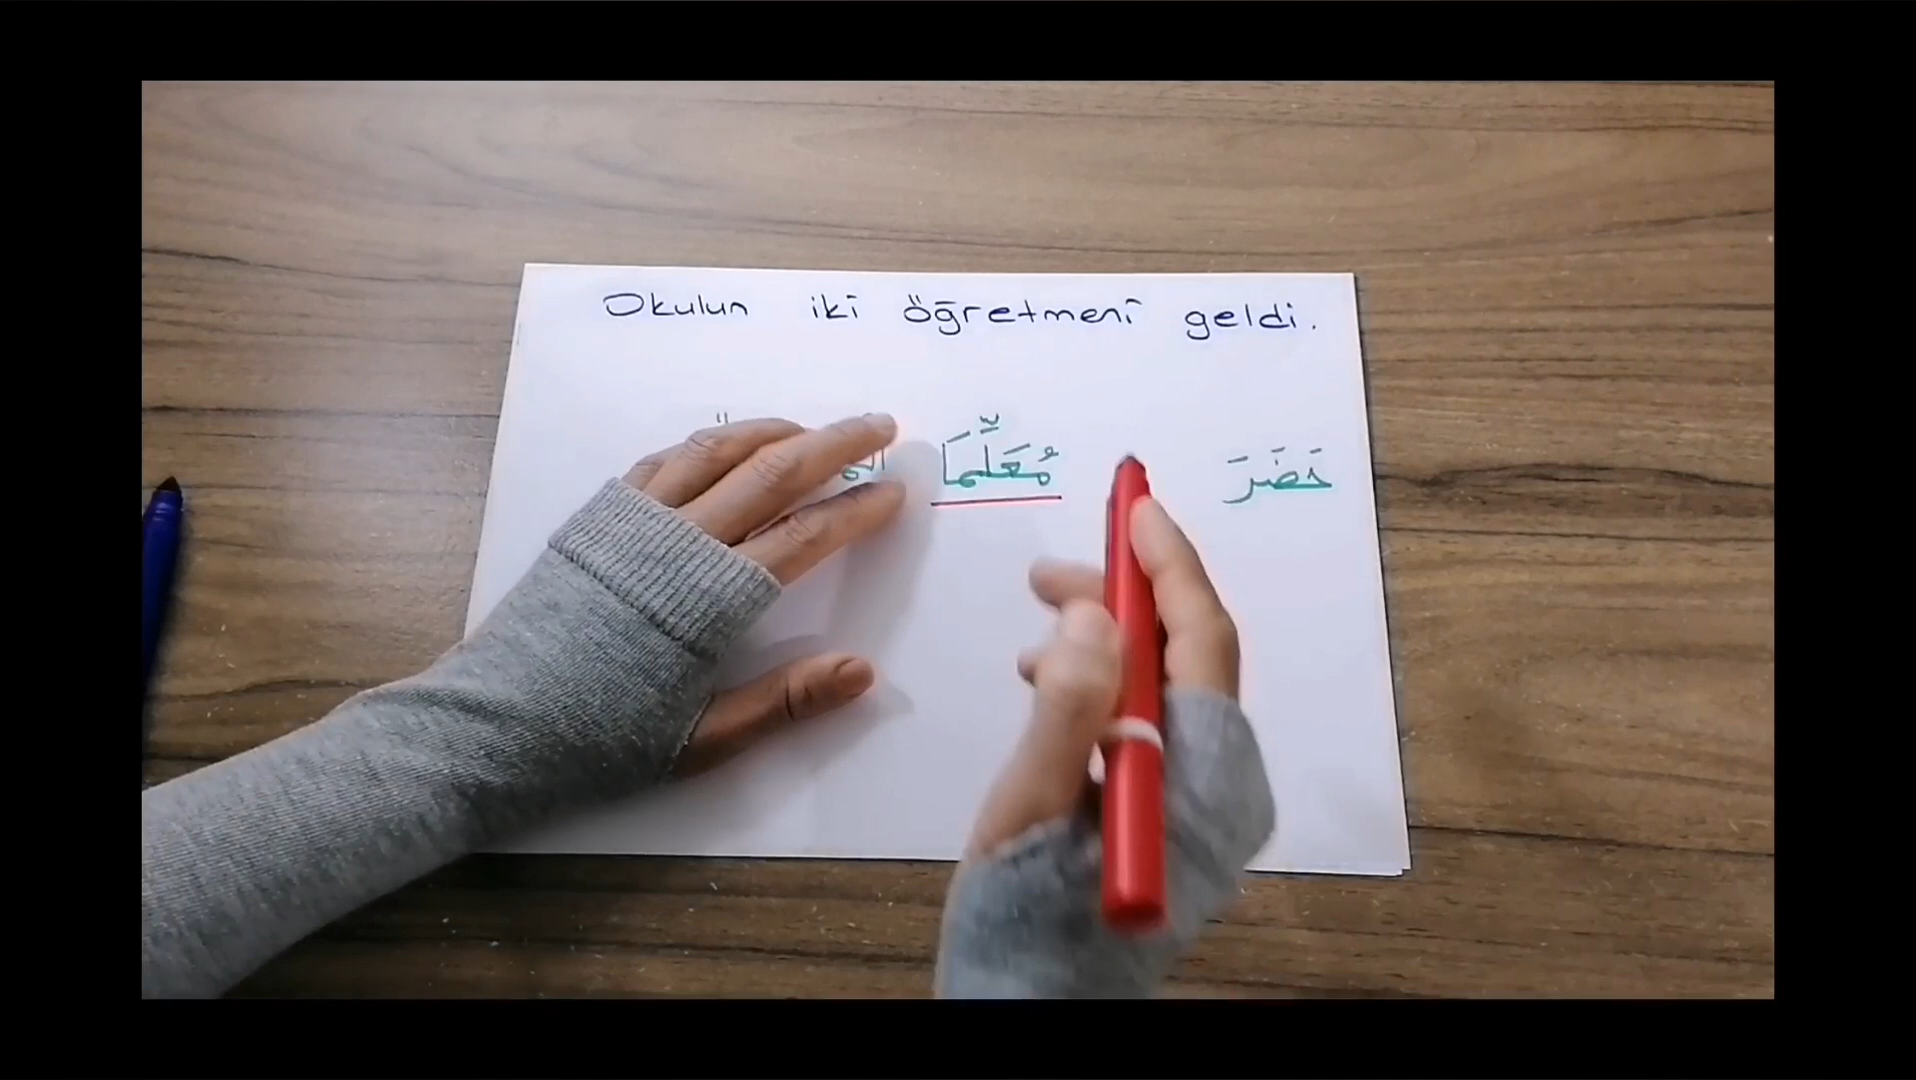 Okulun iki öğretmeni geldi.
حَضَرَ مُعَلِّمَا